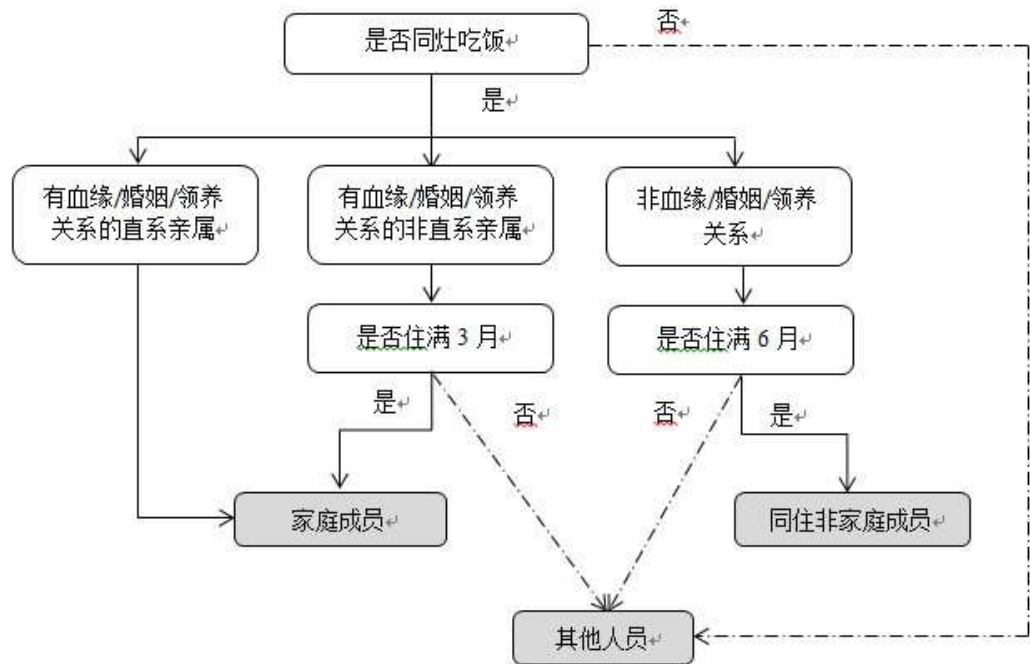 是否同灶吃饭
否
是
有血缘/婚姻/领养
关系的直系亲属
有血缘/婚姻/领养
关系的非直系亲属
非血缘/婚姻/领养
关系
是否住满 3 月
是否住满 6 月
是
否
否
是
家庭成员
同住非家庭成员
其他人员